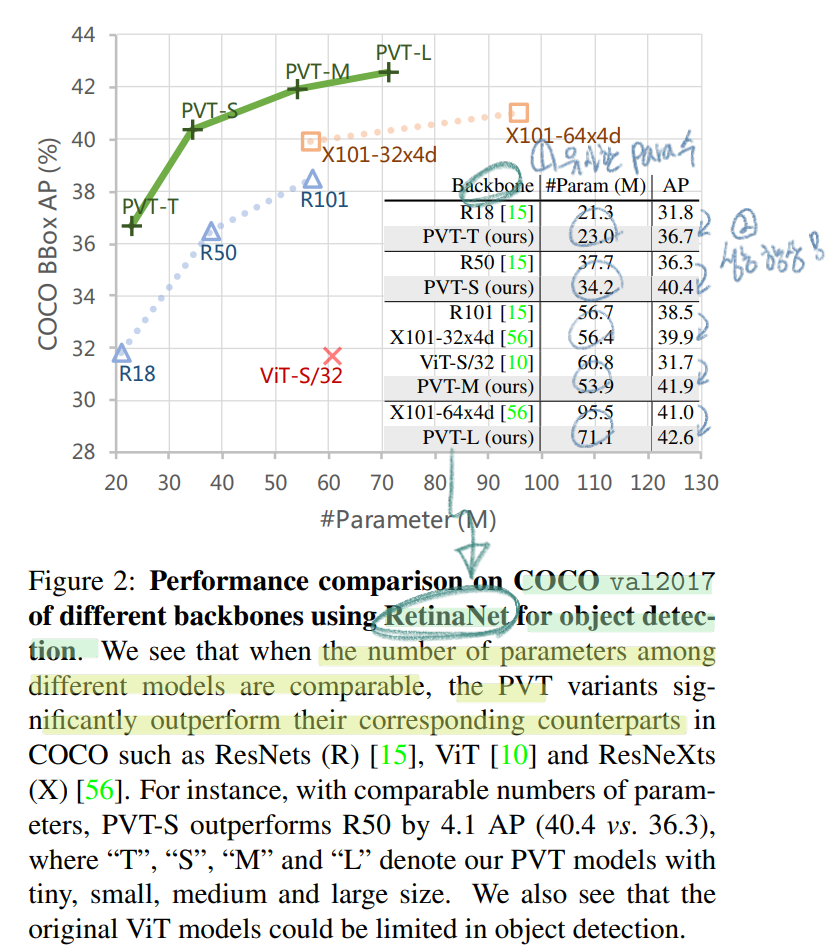 44
PVT-L
PVT-M
42
PVT-S
40
X101-32x4d
X101-64x4d
① 유사한 para 수
38
R101
Backbone #Param (M) AP
R18 [15] 21.3 31.8
PVT-T
PVT-T (ours) 23.0 36.7
②
성능 향상
36
R50
R50 [15] 37.7 36.3
PVT-S (ours) 34.2 40.4
34
R101 [15] 56.7 38.5
X101-32x4d [56] 56.4 39.9
32
R18
ViT-S/32
ViT-S/32 [10] 60.8 31.7
PVT-M (ours) 53.9 41.9
30
X101-64x4d [56] 95.5 41.0
PVT-L (ours) 71.1 42.6
28
COCO BBox AP (%)
20 30 40 50 60 70 80 90 100 110 120 130
#Parameter (M)
Figure 2: Performance comparison on COCO val2017
of different backbones using RetinaNet for object detec-
tion. We see that when the number of parameters among
different models are comparable, the PVT variants sig-
nificantly outperform their corresponding counterparts in
COCO such as ResNets (R) [15], ViT [10] and ResNeXts
(X) [56]. For instance, with comparable numbers of param-
eters, PVT-S outperforms R50 by 4.1 AP (40.4 vs. 36.3),
where “T”, “S”, “M” and “L” denote our PVT models with
tiny, small, medium and large size. We also see that the
original ViT models could be limited in object detection.